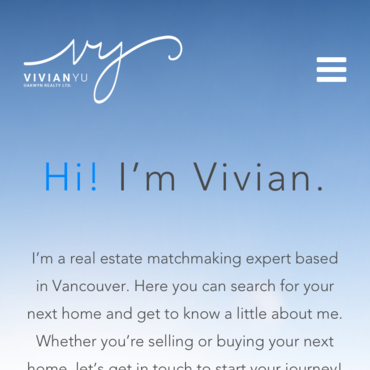 vy
VIVIANYU
OAKWYN REALTY LTD.
Hi! I'm Vivian.
I'm a real estate matchmaking expert based
in Vancouver. Here you can search for your
next home and get to know a little about me.
Whether you're selling or buying your next
home, let's get in touch to start your journey!